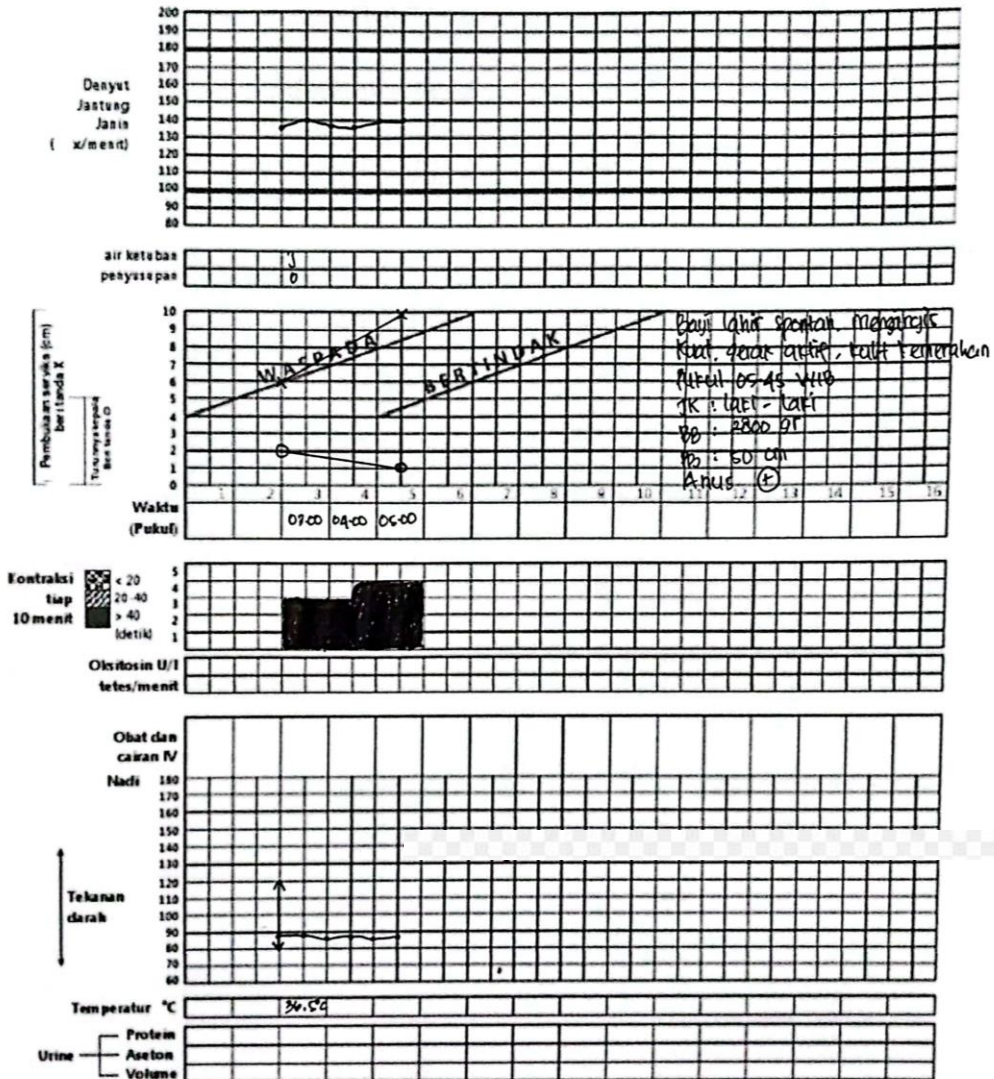 200
190
180
170
160
150
140
130
120
110
100
90
80
Denyut
Jantung
Janin
( x/menit)
air ketuban
J
penyusupan
0
Pembukaan serviks (cm)
beri tanda X
Turunnya kepala
Beri tanda O
10
9
8
7
6
5
4
3
2
1
0
WASPADA
BERTINDAK
Bayi lahir spontan, menangis
kuat, gerak aktif, kulit kemerahan
Pukul 05-45 WIB
JK : laki - laki
BB : 2800 gr
PB : 50 cm
Anus (+)
1 2 3 4 5 6 7 8 9 10 11 12 13 14 15 16
Waktu
(Pukul)
04-00
Kontraksi
tiap
10 menit
< 20
20-40
> 40
(detik)
5
4
3
2
1
Oksitosin U/I
tetes/menit
Obat dan
cairan IV
Nadi
180
170
160
150
140
130
120
110
100
90
80
70
60
Tekanan
darah
Temperatur °C
36.5°C
Urine
Protein
Aseton
Volume